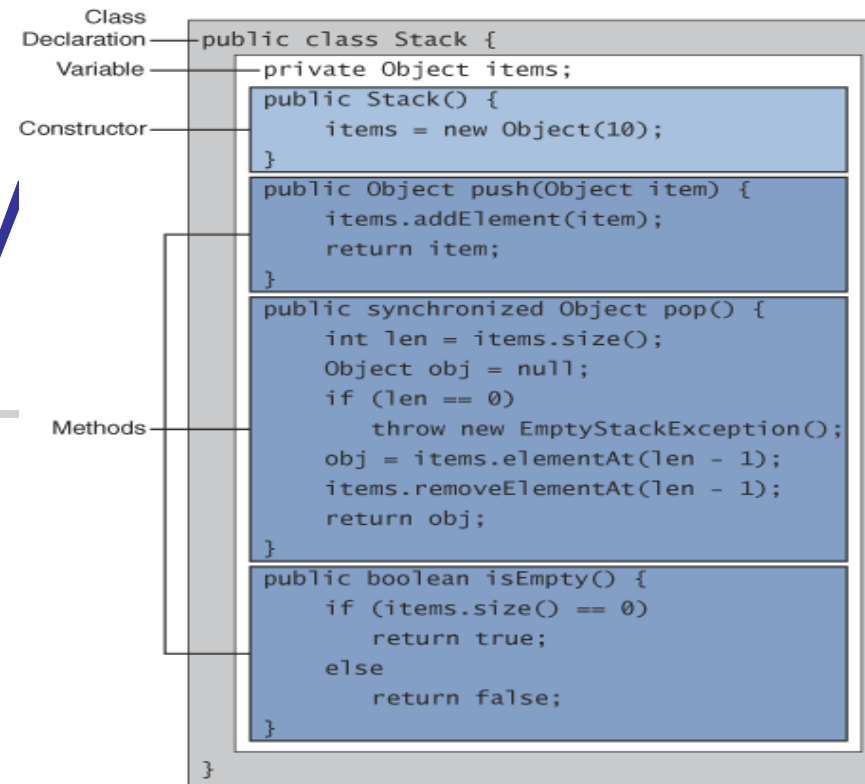 Class
Declaration
public class Stack {
Variable
private Object items;
Constructor
public Stack() {
items = new Object(10);
}
Methods
public Object push(Object item) {
items.addElement(item);
return item;
}
public synchronized Object pop() {
int len = items.size();
Object obj = null;
if (len == 0)
throw new EmptyStackException();
obj = items.elementAt(len - 1);
items.removeElementAt(len - 1);
return obj;
}
public boolean isEmpty() {
if (items.size() == 0)
return true;
else
return false;
}
}